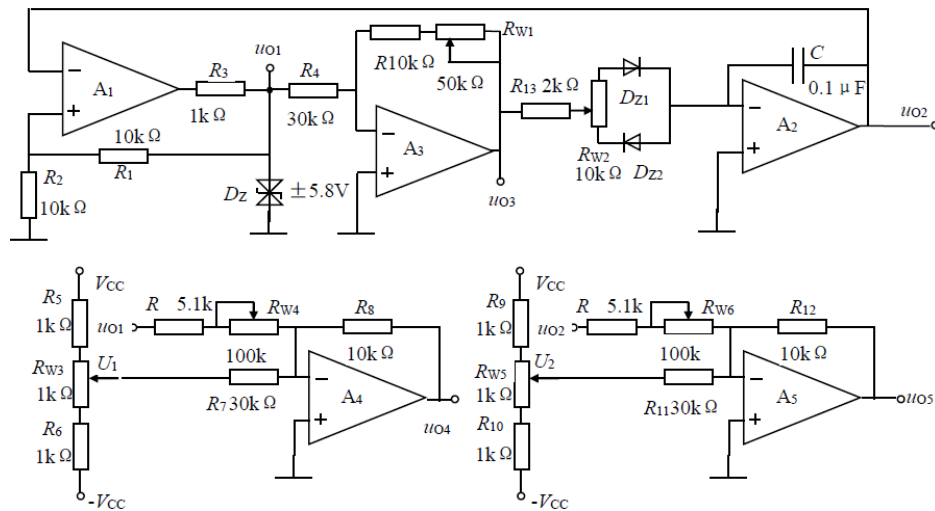 C
0.1 μF
A1
R3
1kΩ
uO1
R4
30kΩ
R10kΩ
RW1
50kΩ
R13 2kΩ
DZ1
RW2
10kΩ
DZ2
A2
uO2
10kΩ
R1
R2
10kΩ
DZ
±5.8V
A3
uO3
VCC
R5
1kΩ
uO1
R
5.1k
RW4
R8
RW3
1kΩ
U1
100k
10kΩ
R7 30kΩ
A4
R6
1kΩ
uO4
-VCC
VCC
R9
1kΩ
uO2
R
5.1k
RW6
R12
RW5
1kΩ
U2
100k
10kΩ
R11 30kΩ
A5
uO5
R10
1kΩ
-VCC